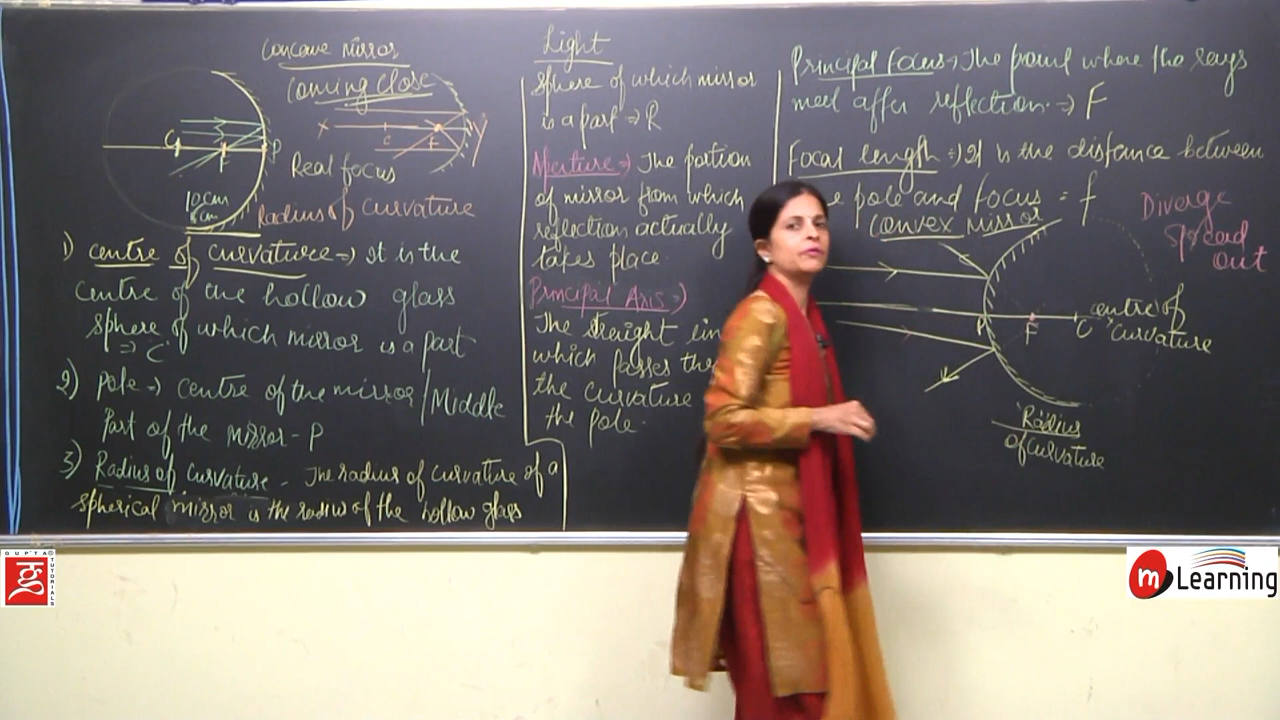 concave mirror
Coming close
C
F
P
10cm
8cm
X
C
F
Y
Real focus
Radius of curvature
1) centre of curvature => It is the
centre of the hollow glass
sphere of which mirror is a part
=> C
2) pole => centre of the mirror/Middle
Part of the mirror - P
3) Radius of curvature - The radius of curvature of a
spherical mirror is the radius of the hollow glass
Light
sphere of which mirror
is a part => R
Aperture => The portion
of mirror from which
reflection actually
takes place.
Principal Axis =>
The straight lin
which passes thr
the curvature
the pole.
Principal focus => The point where the rays
meet after reflection. => F
Focal length => It is the distance between
pole and focus = f
convex mirror
Diverge
Spread
out
P
F
C
centre of
curvature
Radius
of curvature
GUPTA TUTORIALS
m Learning